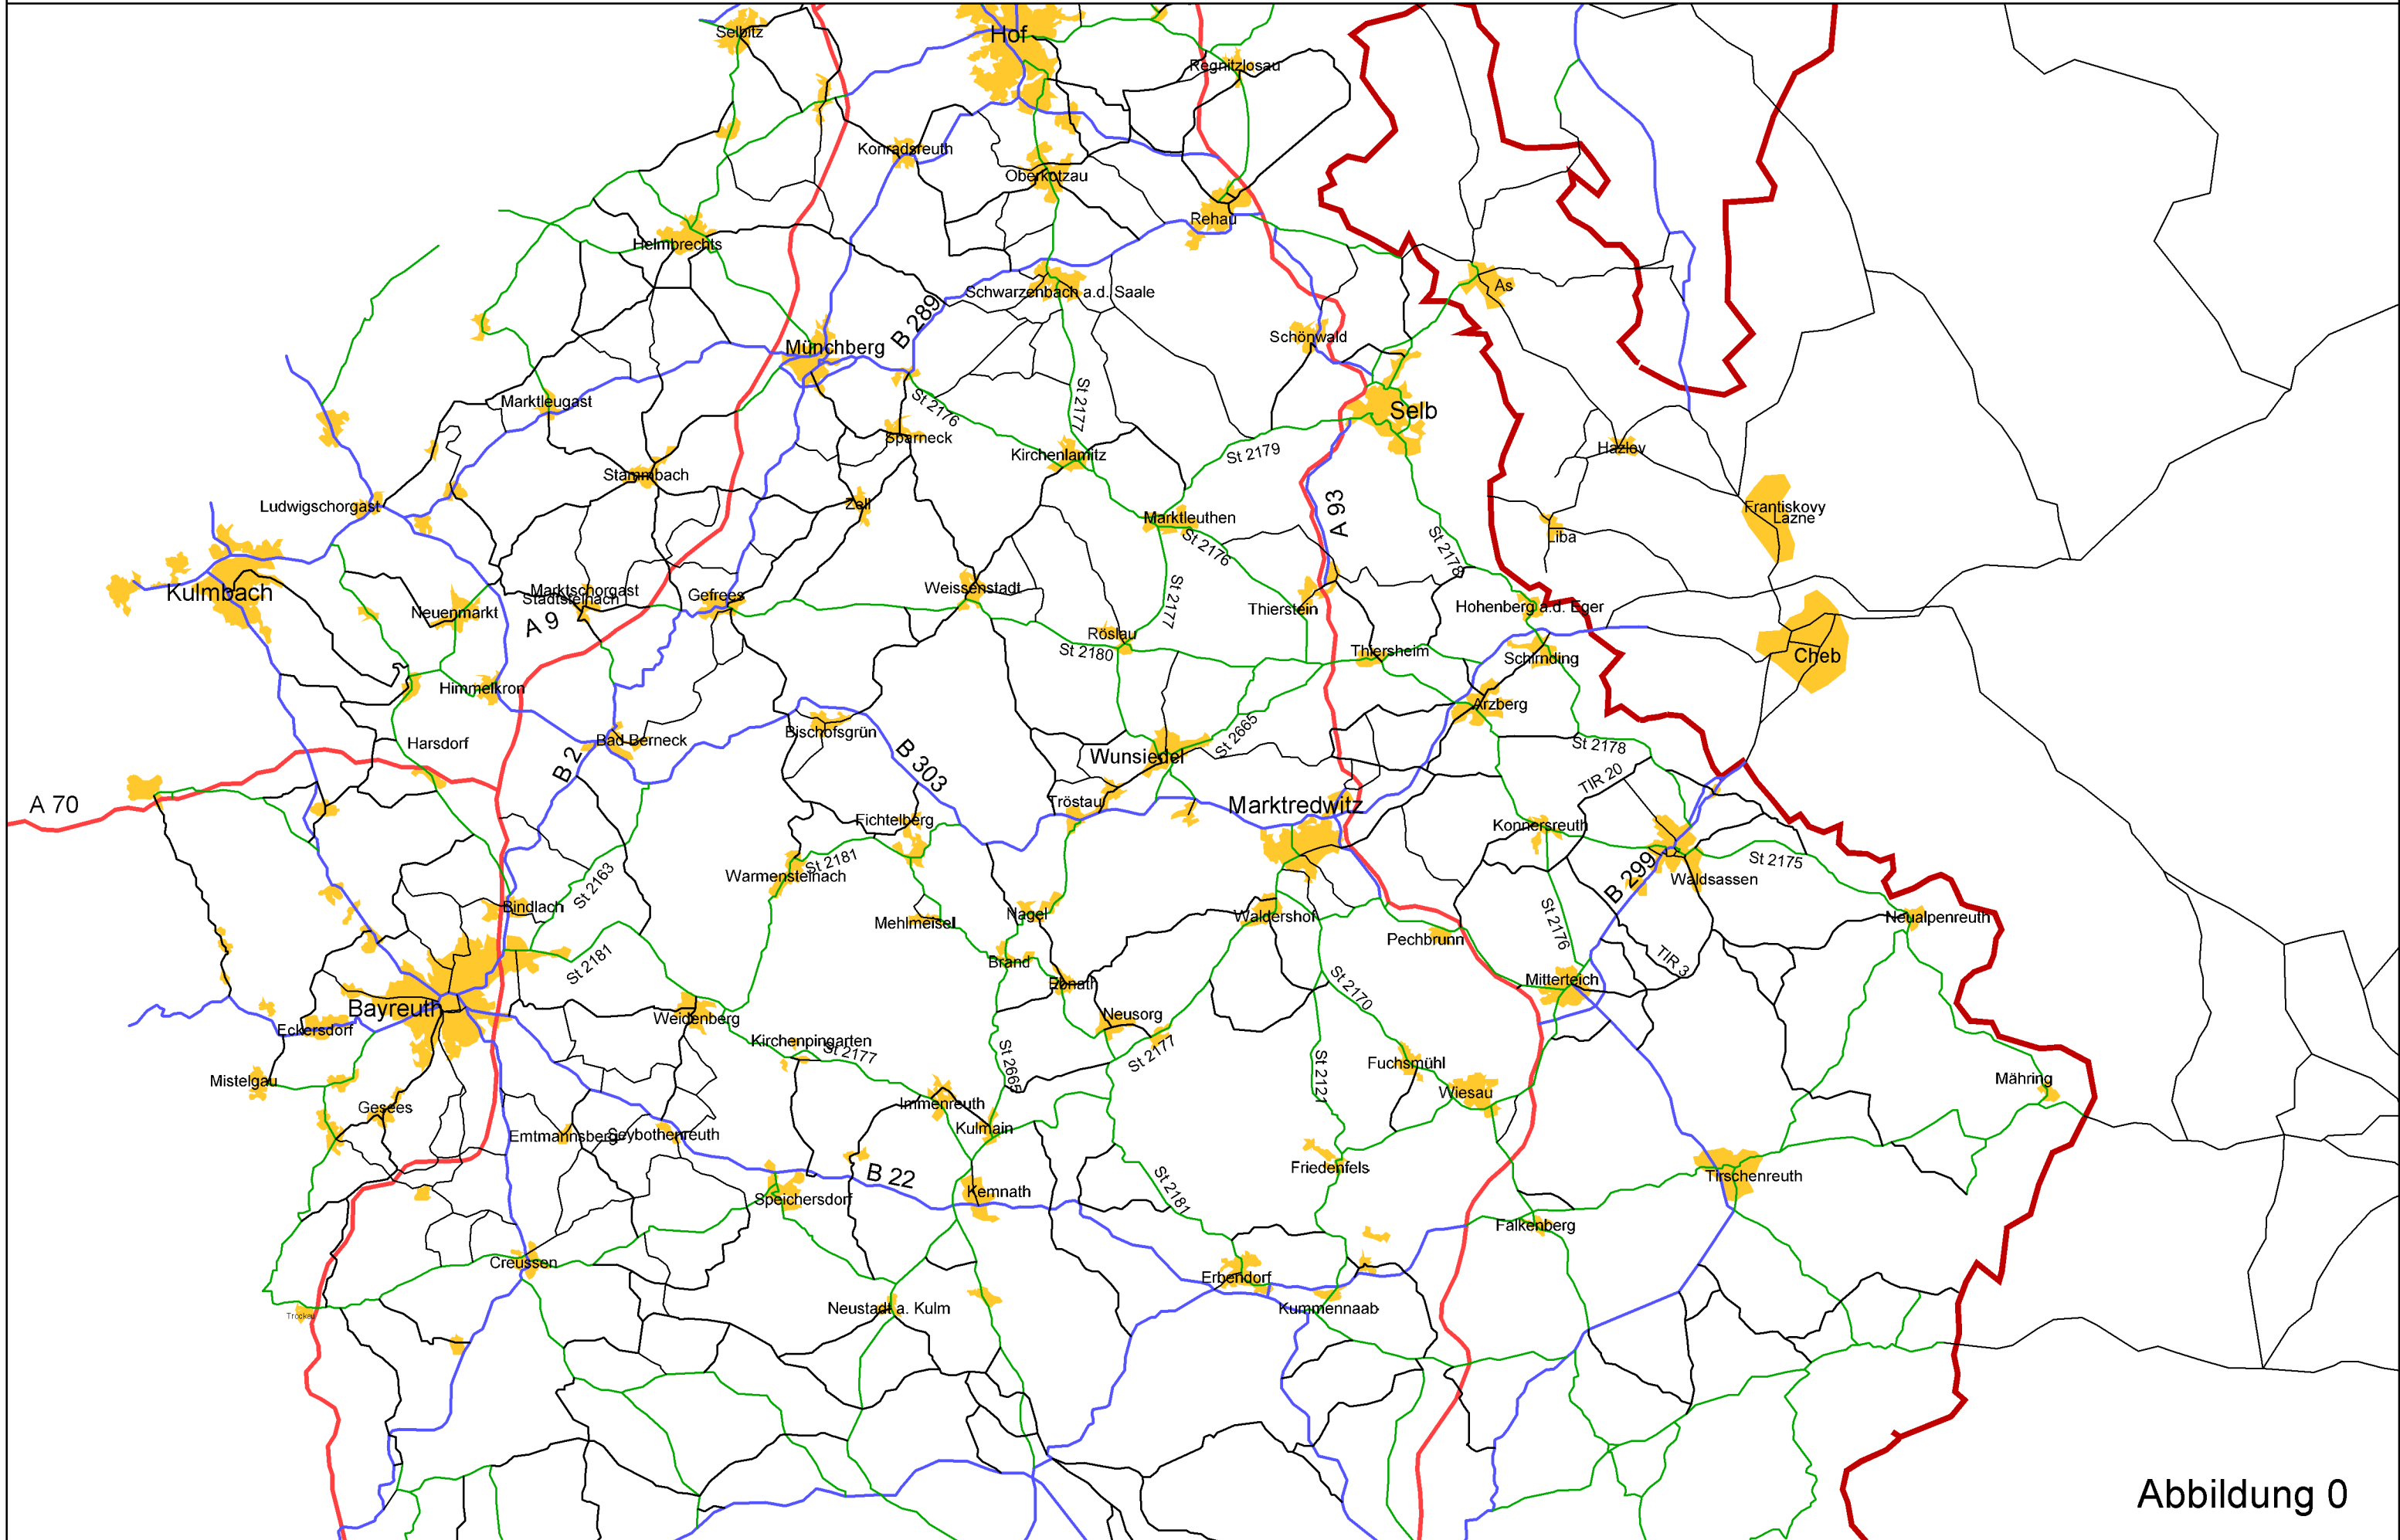 Selbitz
Hof
Regnitzlosau
Konradsreuth
Oberkotzau
Rehau
Helmbrechts
Schwarzenbach a.d. Saale
As
B 289
Schönwald
Münchberg
Marktleugast
St 2176
St 2177
Selb
Sparneck
Kirchenlamitz
St 2179
Hazlov
Stammbach
Ludwigschorgast
Zell
A 93
Frantiskovy
Lazne
Marktleuthen
St 2176
St 2178
Liba
Kulmbach
Marktschorgast
Stadtsteinach
Gefrees
Weissenstadt
St 2177
Thierstein
Hohenberg a.d. Eger
Neuenmarkt
A 9
Röslau
St 2180
Thiersheim
Schirnding
Cheb
Himmelkron
Arzberg
Harsdorf
Bad Berneck
Bischofsgrün
B 303
St 2665
Wunsiedel
St 2178
B 2
TIR 20
A 70
Tröstau
Marktredwitz
Fichtelberg
Konnersreuth
St 2181
Warmensteinach
St 2163
B 299
St 2175
Waldsassen
Bindlach
Mehlmeisel
Nagel
Waldershof
Neualpenreuth
St 2176
Pechbrunn
Brand
St 2181
TIR 3
Ebnath
St 2170
Mitterteich
Bayreuth
Eckersdorf
Weidenberg
Neusorg
Kirchenpingarten
St 2177
St 2177
St 2665
St 2121
Fuchsmühl
Mistelgau
Mähring
Wiesau
Gesees
Immenreuth
Kulmain
Emtmannsberg
Seybothenreuth
Friedenfels
B 22
Tirschenreuth
Speichersdorf
Kemnath
St 2181
Falkenberg
Creussen
Erbendorf
Neustadt a. Kulm
Kummennaab
Trockau
Abbildung 0